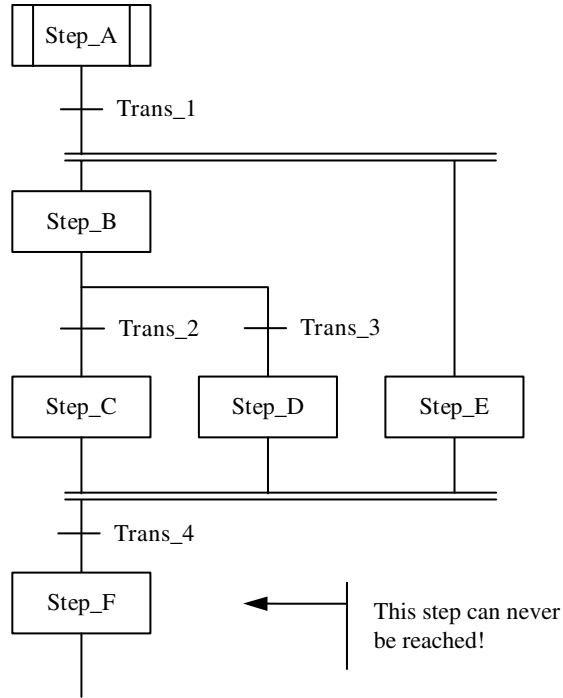 Step_A
Trans_1
Step_B
Trans_2
Trans_3
Step_C
Step_D
Step_E
Trans_4
Step_F
This step can never
be reached!